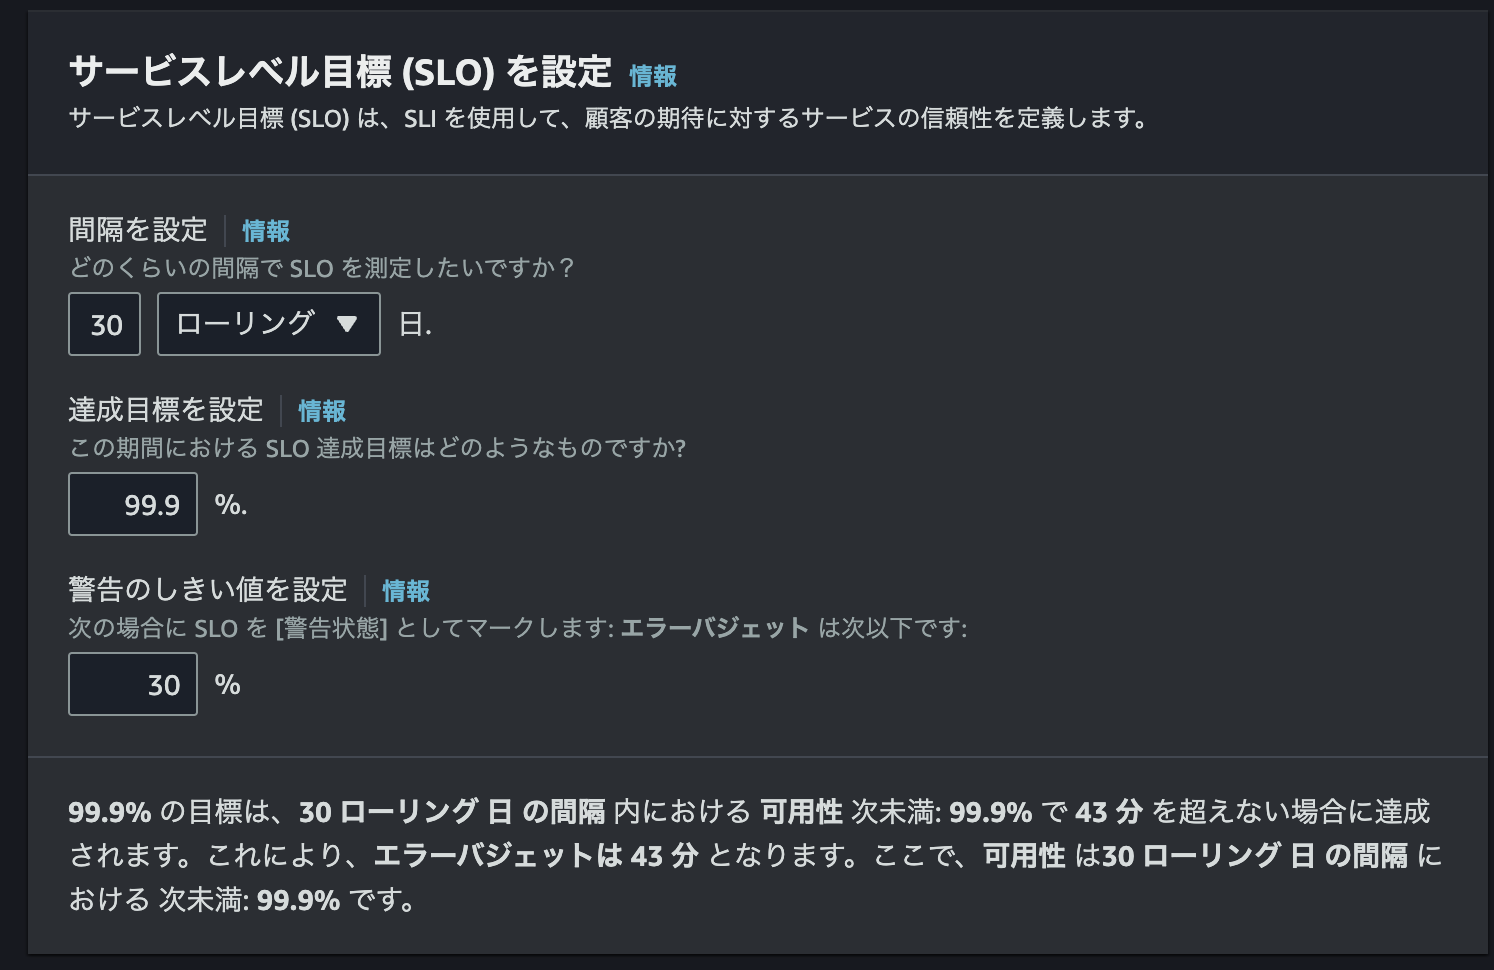 サービスレベル目標 (SLO) を設定 情報
サービスレベル目標 (SLO) は、SLI を使用して、顧客の期待に対するサービスの信頼性を定義します。
間隔を設定 情報
どのくらいの間隔で SLO を測定したいですか？
30 ローリング ▼ 日.
達成目標を設定 情報
この期間における SLO 達成目標はどのようなものですか?
99.9 %.
警告のしきい値を設定 情報
次の場合に SLO を [警告状態] としてマークします: エラーバジェット は次以下です:
30 %
99.9% の目標は、30 ローリング 日 の間隔 内における 可用性 次未満: 99.9% で 43 分 を超えない場合に達成
されます。これにより、エラーバジェットは 43 分 となります。ここで、可用性 は30 ローリング 日 の間隔 に
おける 次未満: 99.9% です。